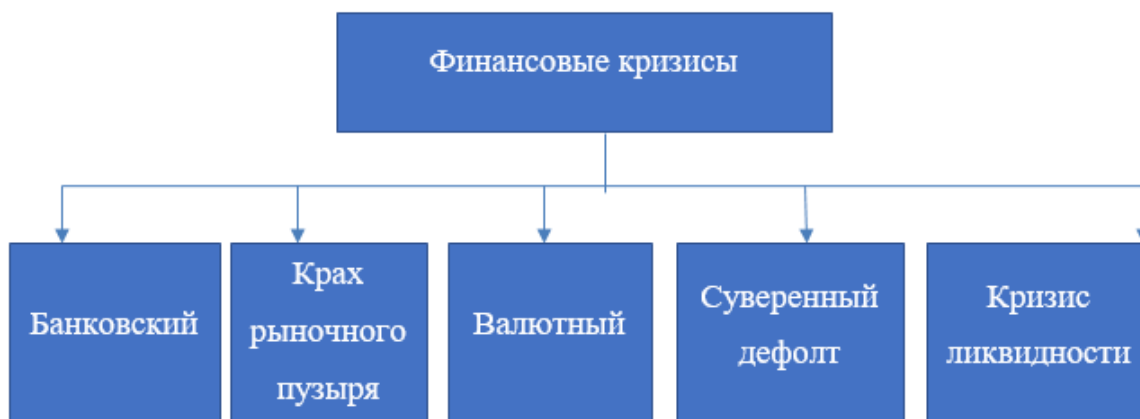 Финансовые кризисы
Банковский
Крах
рыночного
пузыря
Валютный
Суверенный
дефолт
Кризис
ликвидности